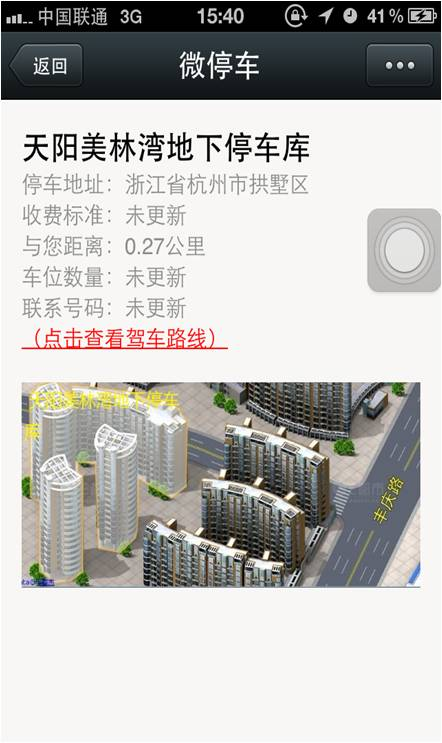 中国联通 3G 15:40 41%
返回 微停车
天阳美林湾地下停车库
停车地址：浙江省杭州市拱墅区
收费标准：未更新
与您距离：0.27公里
车位数量：未更新
联系号码：未更新
（点击查看驾车路线）
天阳美林湾地下停车
库
丰庆路